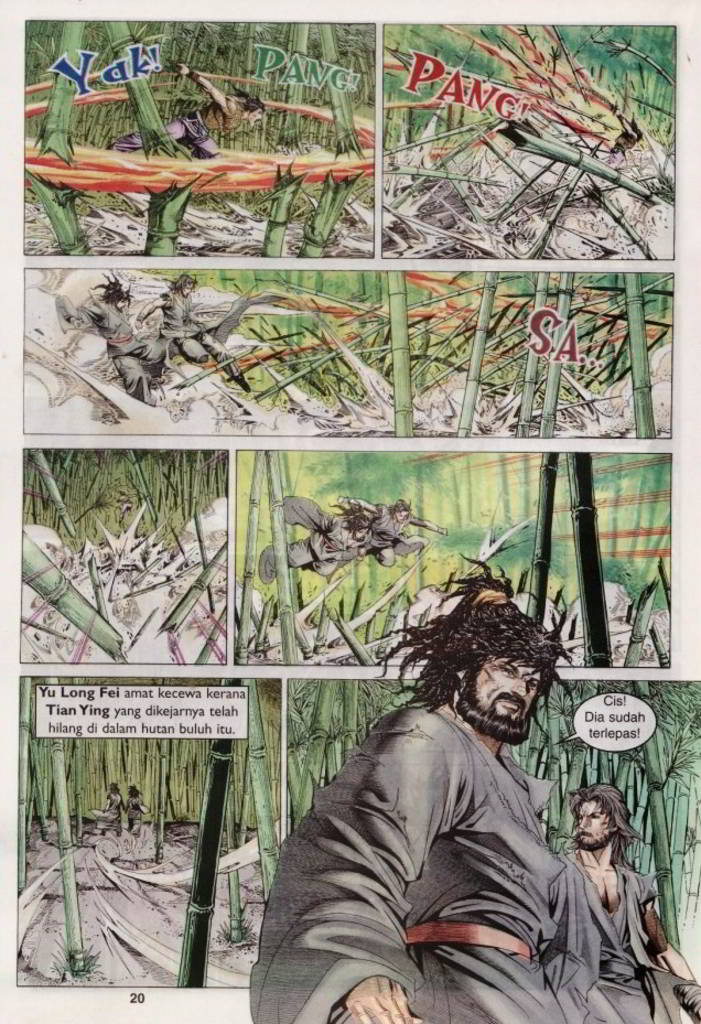 Yak!
PANG!
PANG!
SA...
Yu Long Fei amat kecewa kerana
Tian Ying yang dikejarnya telah
hilang di dalam hutan buluh itu.
Cis!
Dia sudah
terlepas!
20